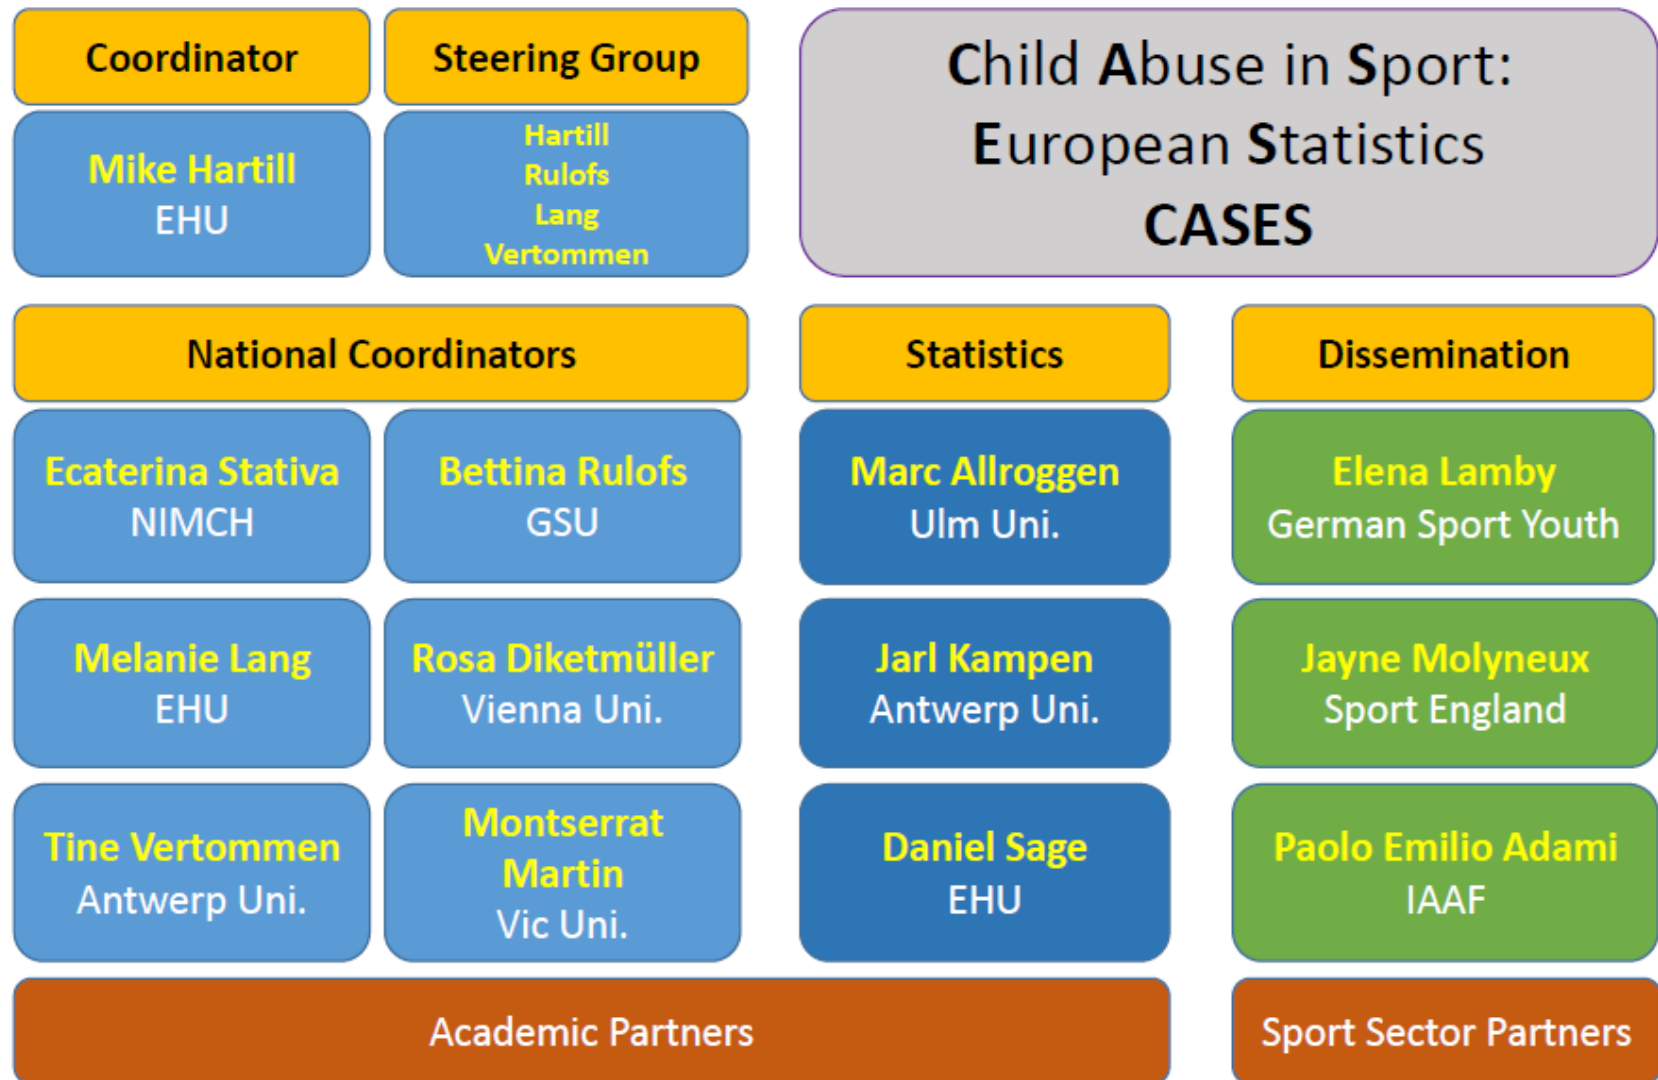 Coordinator
Steering Group
Child Abuse in Sport:
European Statistics
CASES
Mike Hartill
EHU
Hartill
Rulofs
Lang
Vertommen
National Coordinators
Statistics
Dissemination
Ecaterina Stativa
NIMCH
Bettina Rulofs
GSU
Marc Allroggen
Ulm Uni.
Elena Lamby
German Sport Youth
Melanie Lang
EHU
Rosa Diketmüller
Vienna Uni.
Jarl Kampen
Antwerp Uni.
Jayne Molyneux
Sport England
Tine Vertommen
Antwerp Uni.
Montserrat
Martin
Vic Uni.
Daniel Sage
EHU
Paolo Emilio Adami
IAAF
Academic Partners
Sport Sector Partners